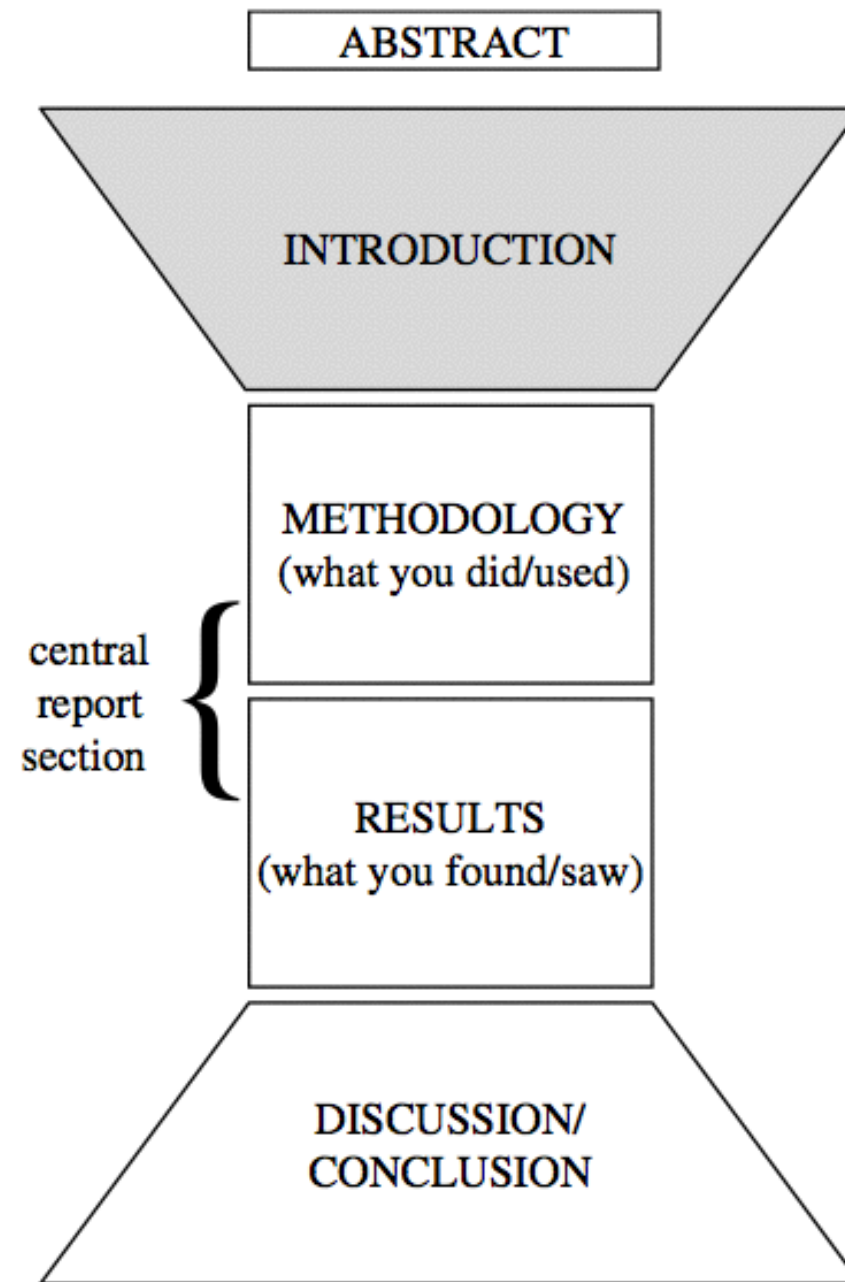 ABSTRACT
INTRODUCTION
METHODOLOGY
(what you did/used)
central
report
section
RESULTS
(what you found/saw)
DISCUSSION/
CONCLUSION